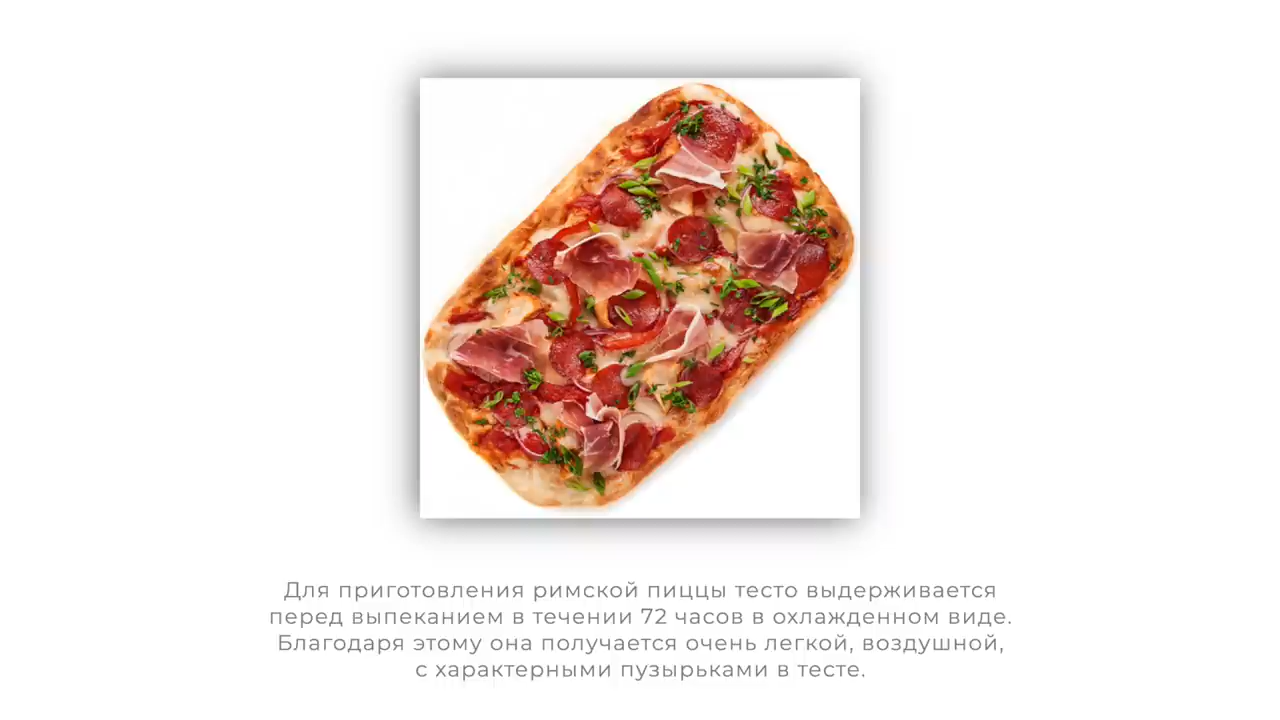 Для приготовления римской пиццы тесто выдерживается
перед выпеканием в течении 72 часов в охлажденном виде.
Благодаря этому она получается очень легкой, воздушной,
с характерными пузырьками в тесте.